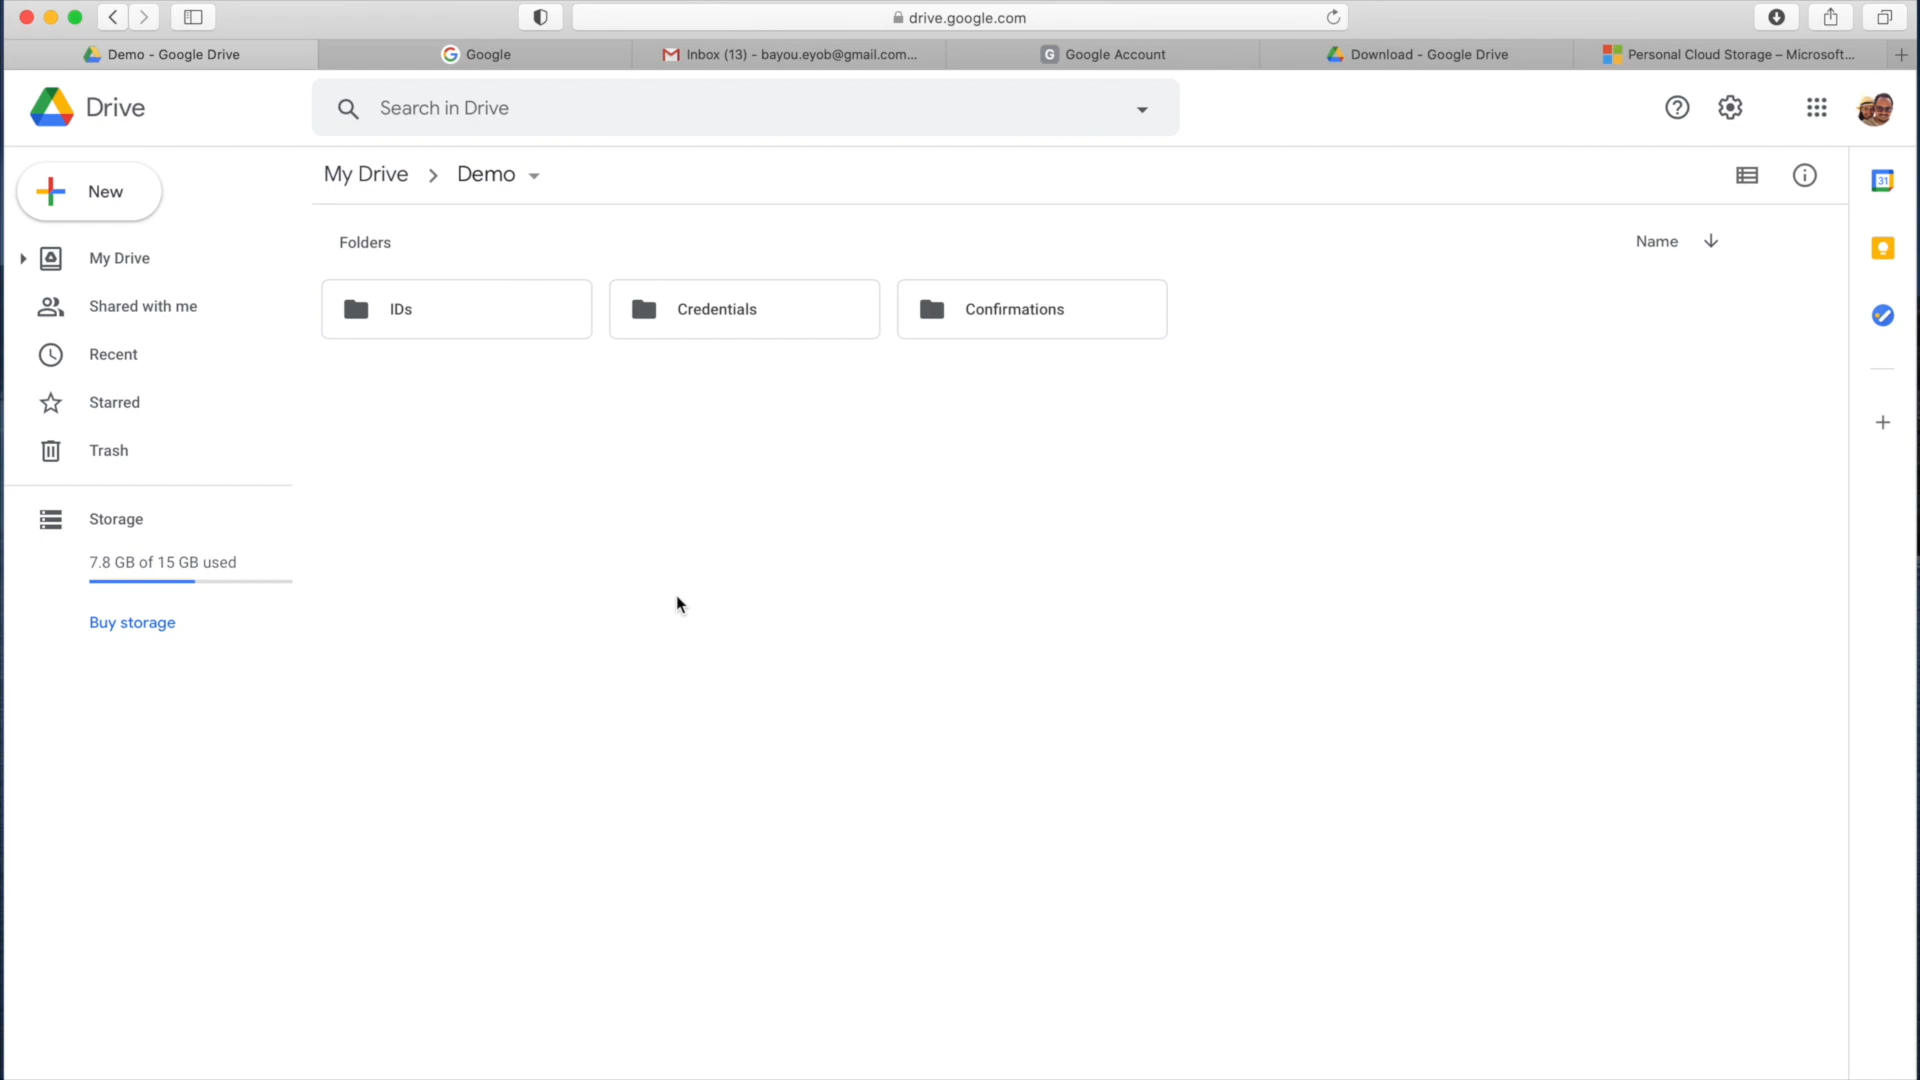 drive.google.com
Demo - Google Drive
Google
Inbox (13) - bayou.eyob@gmail.com...
Google Account
Download - Google Drive
Personal Cloud Storage – Microsoft...
Drive
Search in Drive
New
My Drive
Shared with me
Recent
Starred
Trash
Storage
7.8 GB of 15 GB used
Buy storage
My Drive > Demo
Folders
Name
IDs
Credentials
Confirmations
31